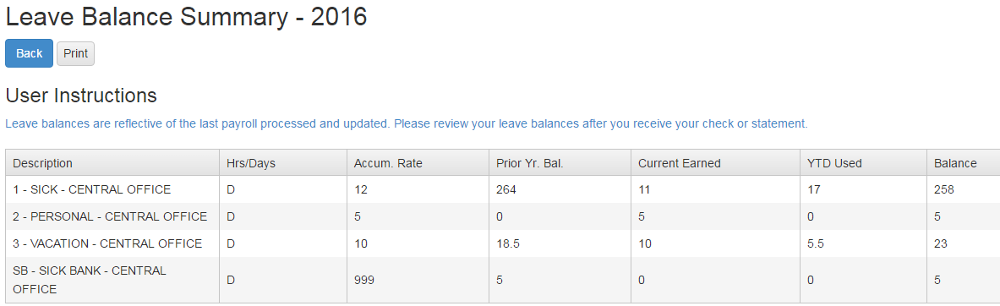 Leave Balance Summary - 2016
Back Print
User Instructions
Leave balances are reflective of the last payroll processed and updated. Please review your leave balances after you receive your check or statement.
Description Hrs/Days Accum. Rate Prior Yr. Bal. Current Earned YTD Used Balance
1 - SICK - CENTRAL OFFICE D 12 264 11 17 258
2 - PERSONAL - CENTRAL OFFICE D 5 0 5 0 5
3 - VACATION - CENTRAL OFFICE D 10 18.5 10 5.5 23
SB - SICK BANK - CENTRAL
OFFICE D 999 5 0 0 5